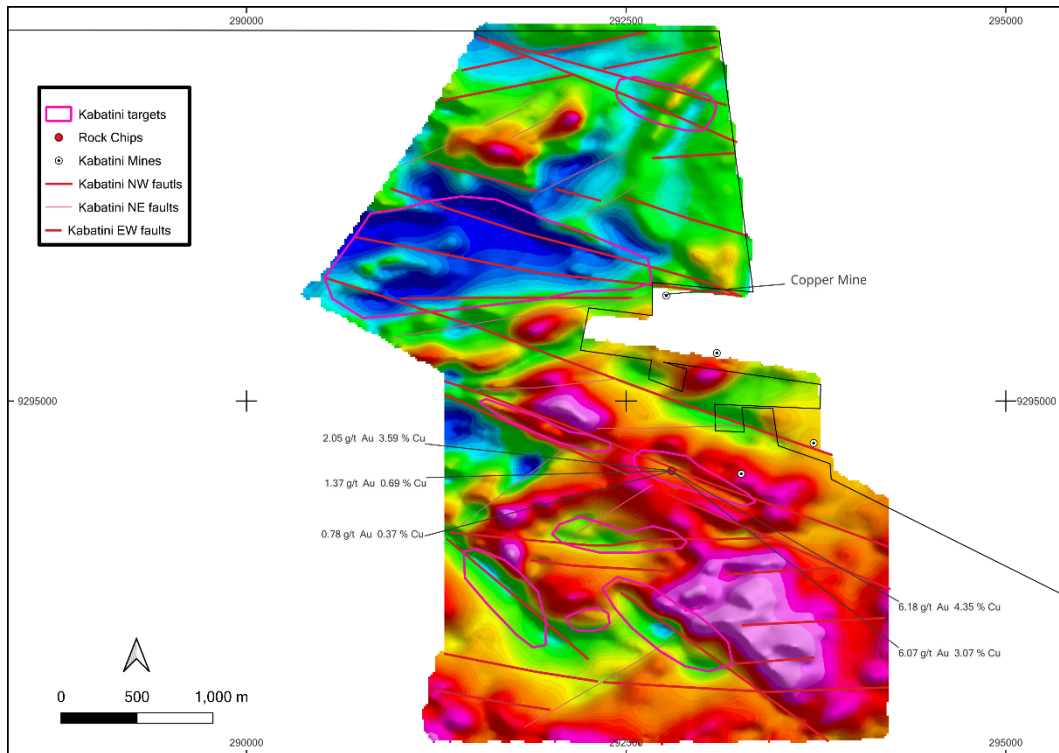 290000
292500
295000
Kabatini targets
Rock Chips
Kabatini Mines
Kabatini NW fautls
Kabatini NE faults
Kabatini EW faults
Copper Mine
9295000
9295000
2.05 g/t Au 3.59 % Cu
1.37 g/t Au 0.69 % Cu
0.78 g/t Au 0.37 % Cu
6.18 g/t Au 4.35 % Cu
6.07 g/t Au 3.07 % Cu
0 500 1,000 m
290000
292500
295000